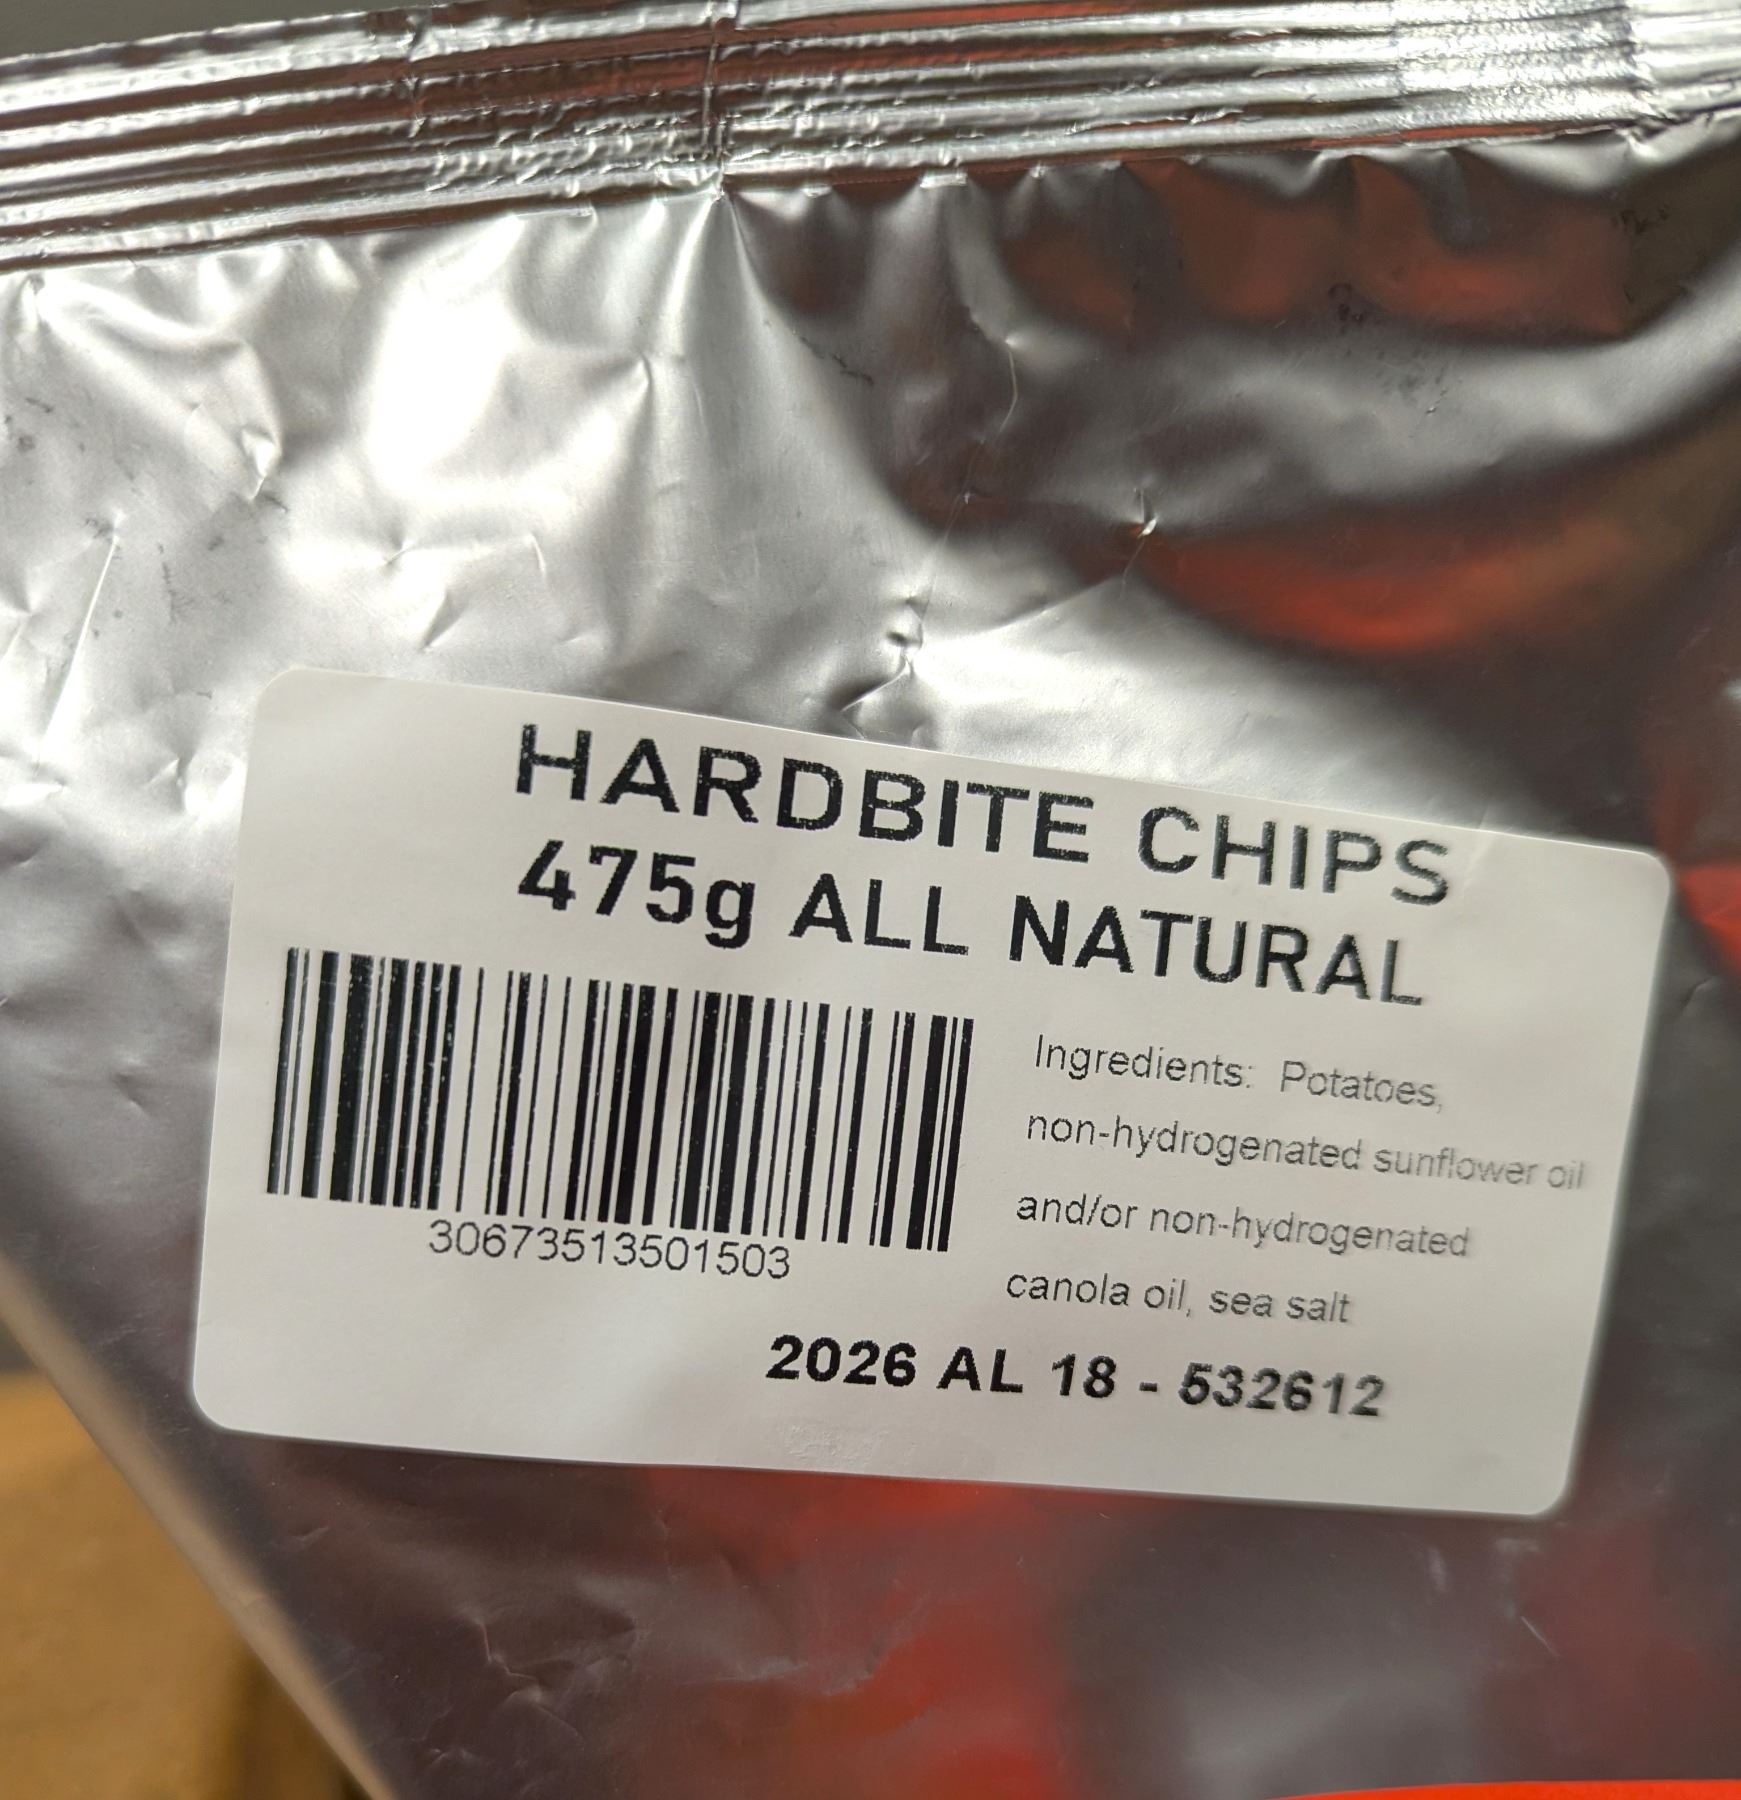 HARDBITE CHIPS
475g ALL NATURAL
30673513501503
Ingredients: Potatoes,
non-hydrogenated sunflower oil
and/or non-hydrogenated
canola oil, sea salt
2026 AL 18 - 532612